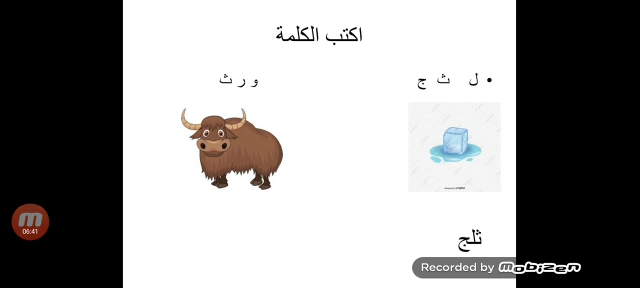 اكتب الكلمة
• ل ث ج
و ر ث
ثلج
06:41
Recorded by mobizen